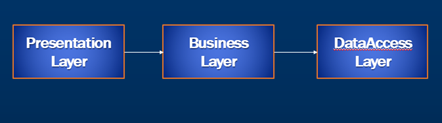 Presentation
Layer
Business
Layer
DataAccess
Layer